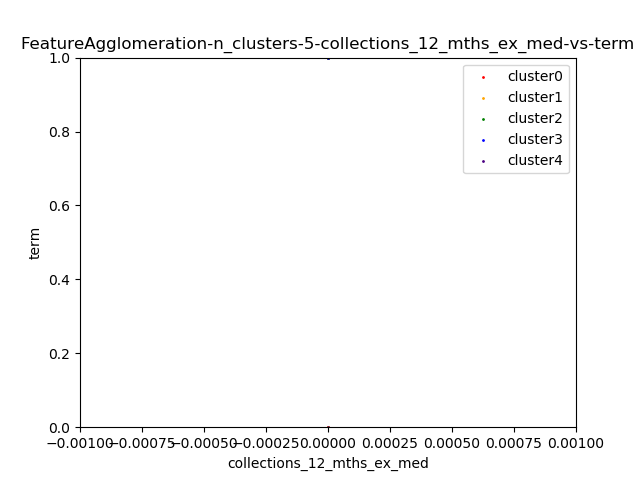 FeatureAgglomeration-n_clusters-5-collections_12_mths_ex_med-vs-term
1.0
0.8
0.6
0.4
0.2
0.0
term
cluster0
cluster1
cluster2
cluster3
cluster4
−0.00100 −0.00075 −0.00050 −0.00025 0.00000 0.00025 0.00050 0.00075 0.00100
collections_12_mths_ex_med